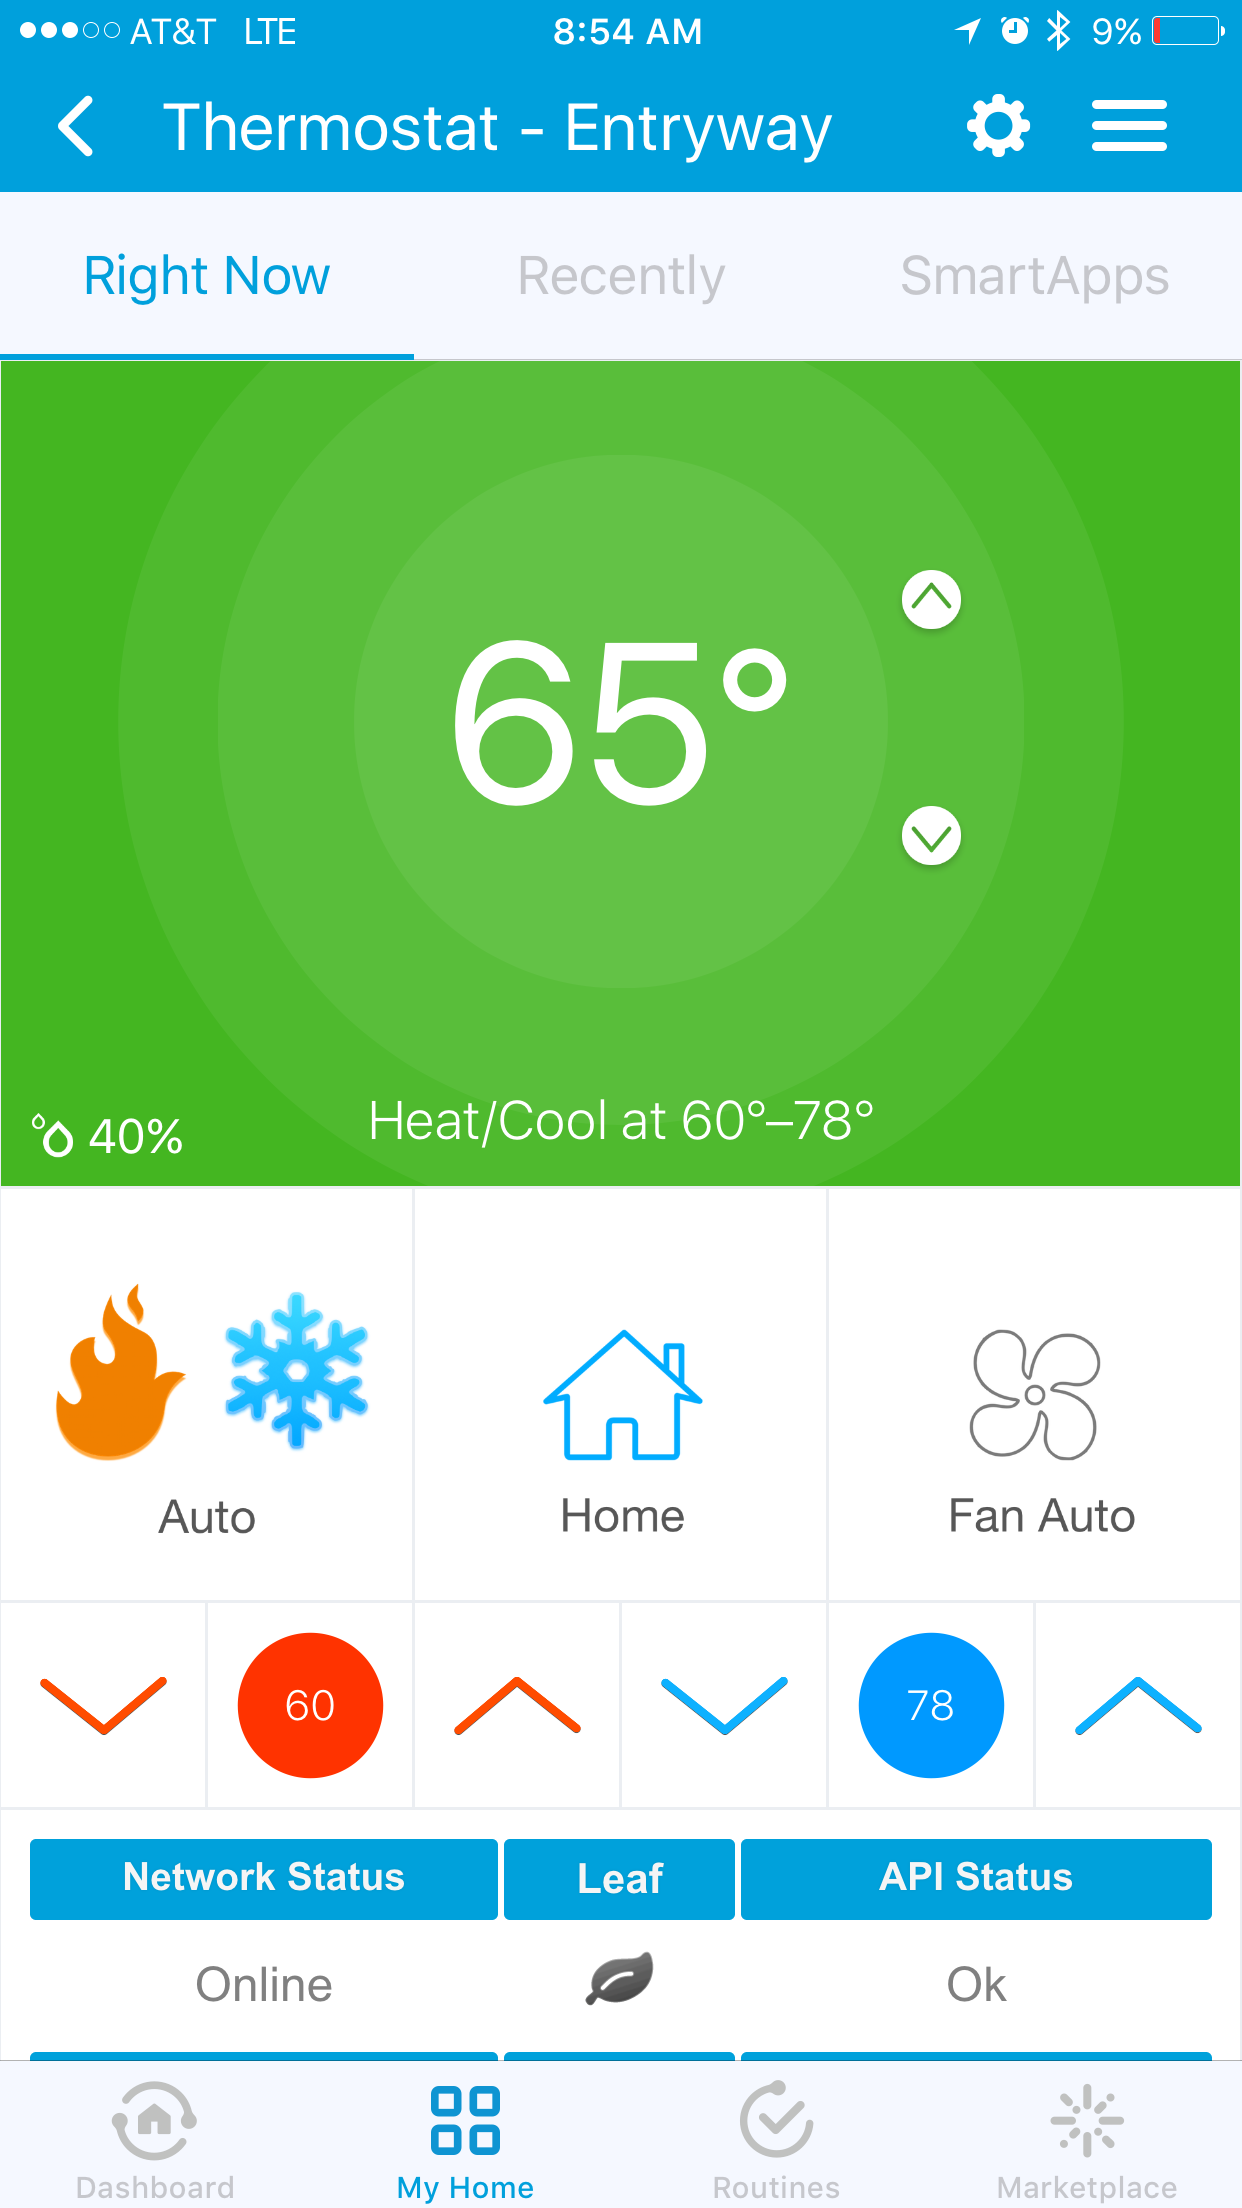 AT&T LTE 8:54 AM 9%
Thermostat - Entryway
Right Now Recently SmartApps
65°
Heat/Cool at 60°–78°
40%
Auto Home Fan Auto
60 78
Network Status Leaf API Status
Online Ok
Dashboard My Home Routines Marketplace